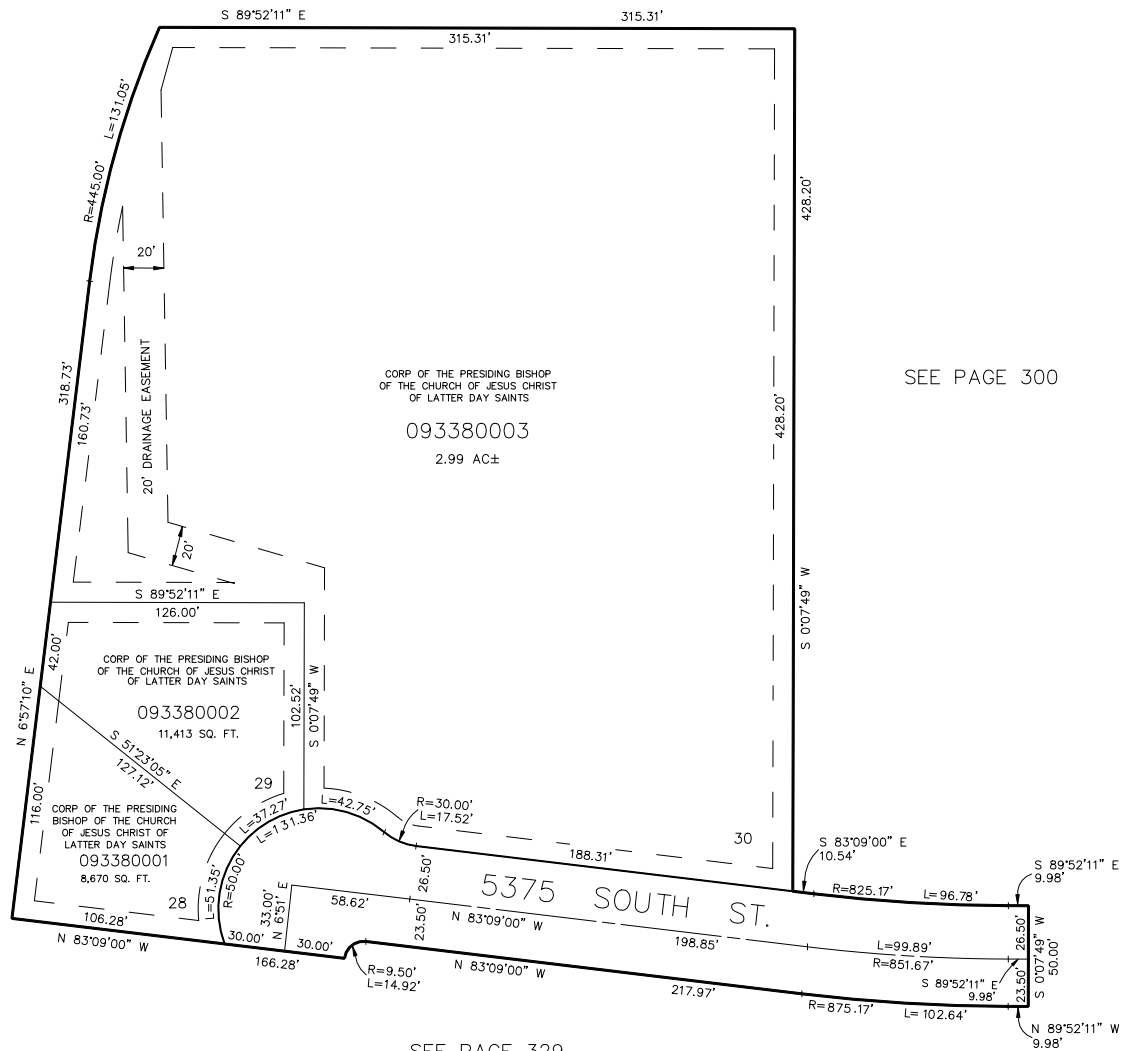 S 89°52'11" E
315.31'
315.31'
L=131.05'
R=445.00'
428.20'
20'
20' DRAINAGE EASEMENT
318.73'
160.73'
CORP OF THE PRESIDING BISHOP
OF THE CHURCH OF JESUS CHRIST
OF LATTER DAY SAINTS
093380003
2.99 AC±
428.20'
SEE PAGE 300
20'
S 89°52'11" E
126.00'
S 0°07'49" W
42.00'
N 6°57'10" E
CORP OF THE PRESIDING BISHOP
OF THE CHURCH OF JESUS CHRIST
OF LATTER DAY SAINTS
093380002
11,413 SQ. FT.
102.52'
S 0°07'49" W
S 51°23'05" E
127.12'
29
116.00'
CORP OF THE PRESIDING
BISHOP OF THE CHURCH
OF JESUS CHRIST OF
LATTER DAY SAINTS
093380001
8,670 SQ. FT.
28
106.28'
L=37.27'
L=131.36'
L=42.75'
R=30.00'
L=17.52'
L=51.35'
R=50.00'
188.31'
30
S 83°09'00" E
10.54'
R=825.17'
L=96.78'
S 89°52'11" E
9.98'
5375 SOUTH ST.
26.50'
58.62'
33.00'
N 6°51' E
N 83°09'00" W
23.50'
198.85'
L=99.89'
R=851.67'
S 89°52'11" E
9.98'
26.50'
23.50'
S 0°07'49" W
50.00'
N 83°09'00" W
30.00'
30.00'
166.28'
R=9.50'
L=14.92'
N 83°09'00" W
217.97'
R=875.17'
L=102.64'
N 89°52'11" W
9.98'
SEE PAGE 329